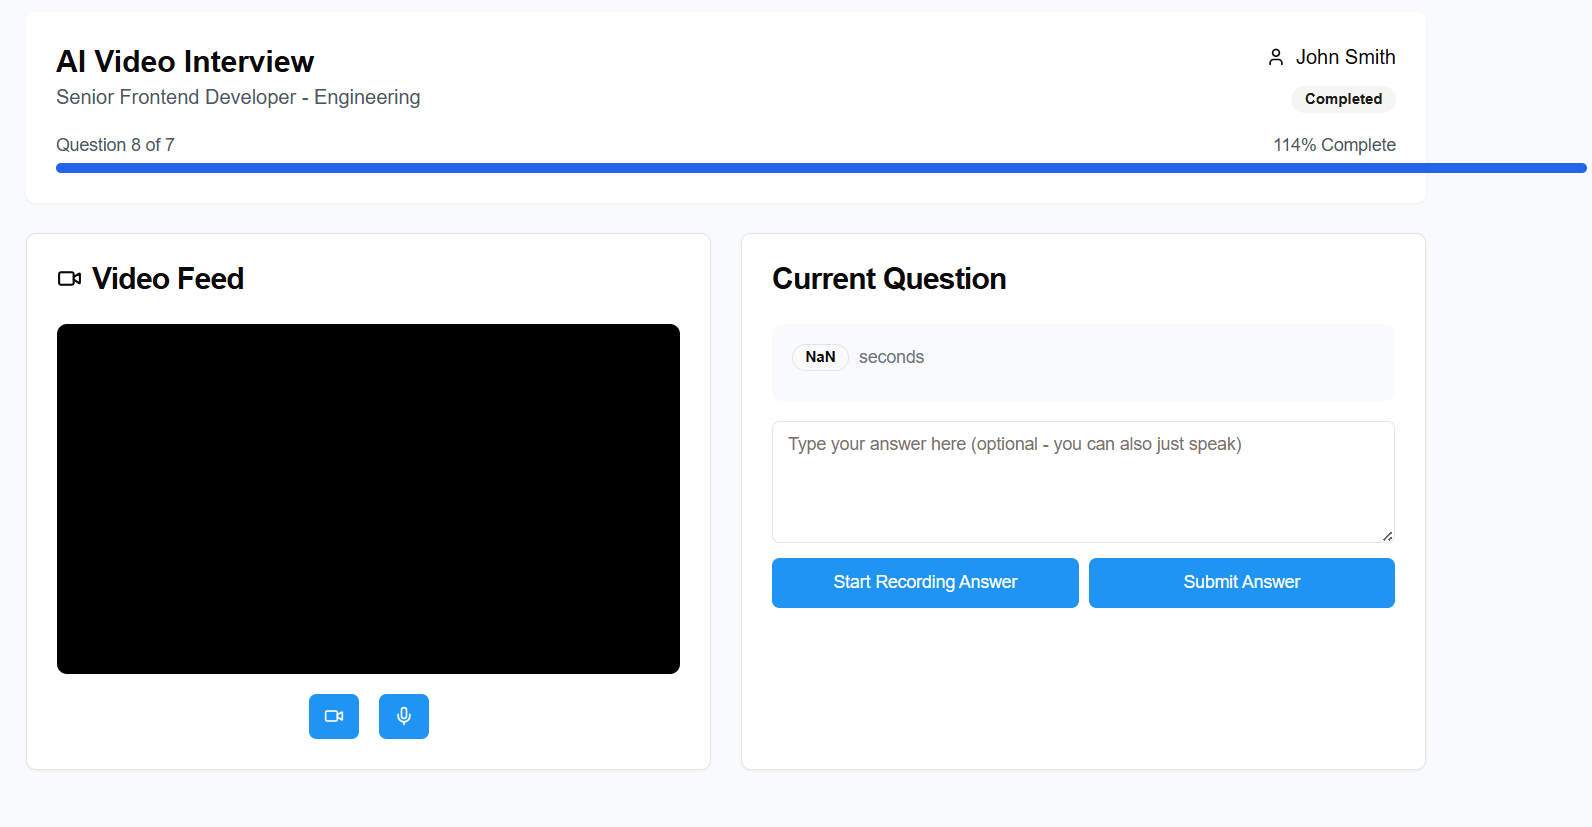 AI Video Interview
John Smith
Senior Frontend Developer - Engineering
Completed
Question 8 of 7
114% Complete
Video Feed
Current Question
NaN seconds
Type your answer here (optional - you can also just speak)
Start Recording Answer
Submit Answer